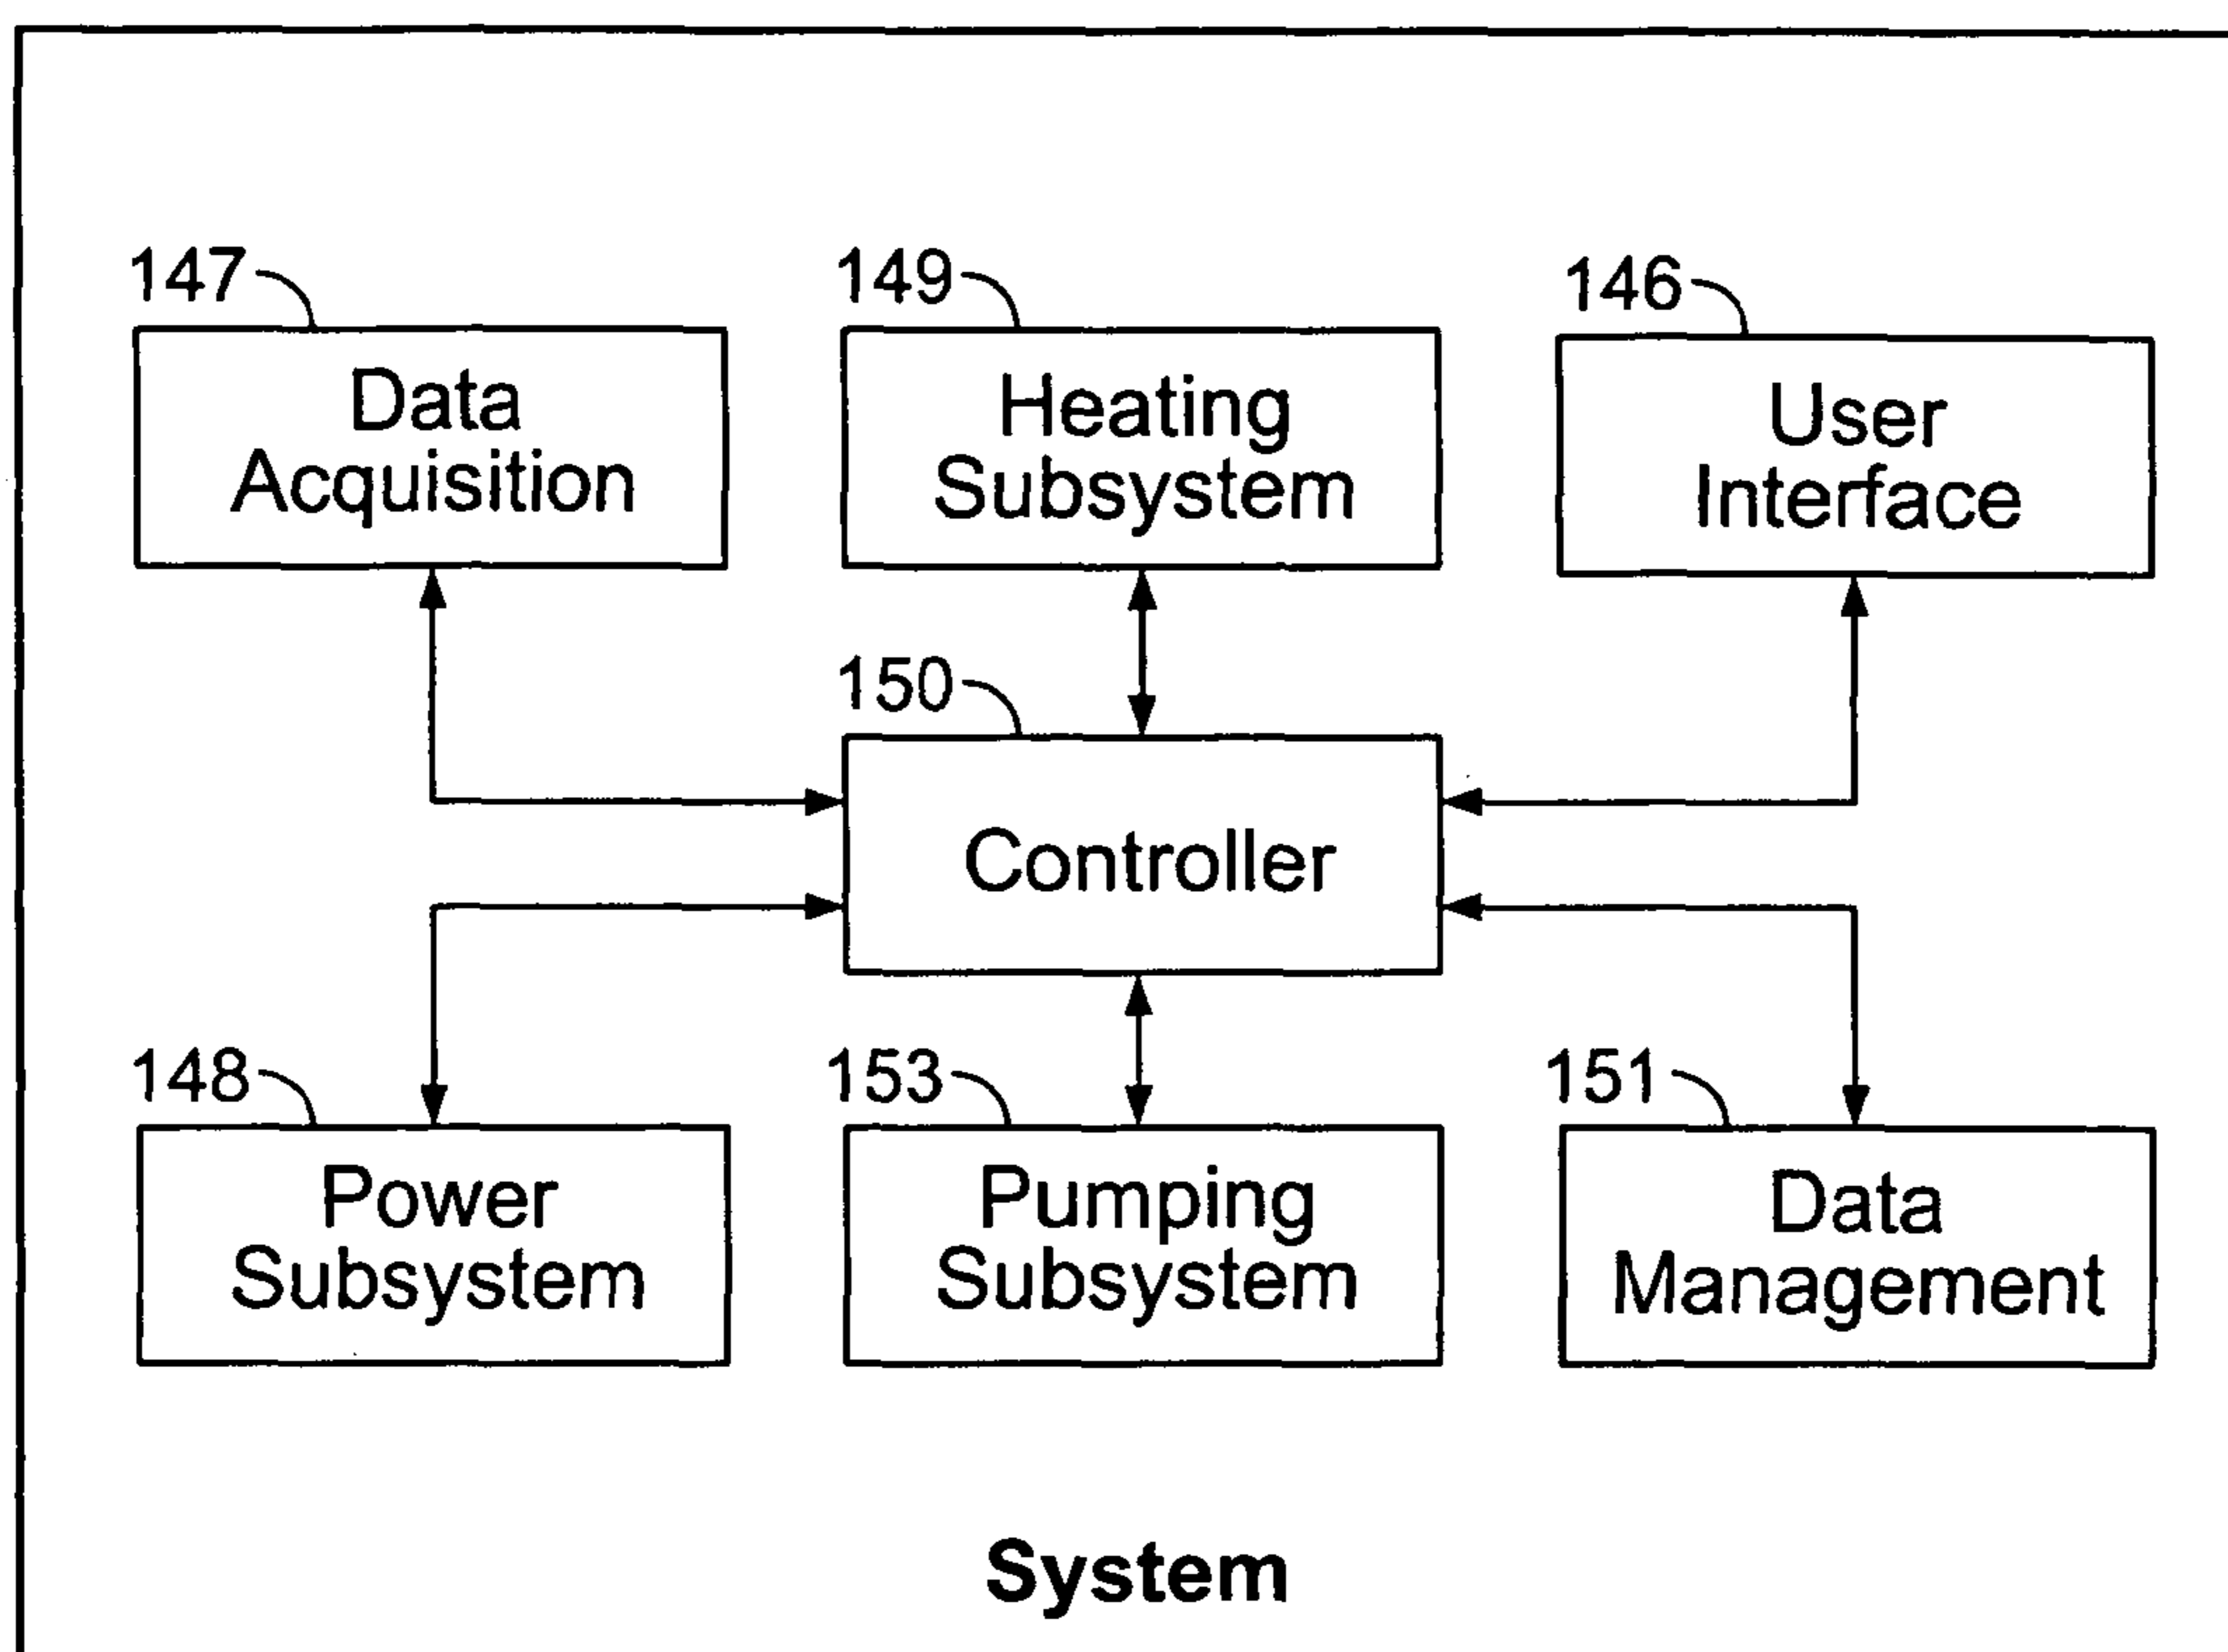 147
Data
Acquisition
149
Heating
Subsystem
146
User
Interface
150
Controller
148
Power
Subsystem
153
Pumping
Subsystem
151
Data
Management
System